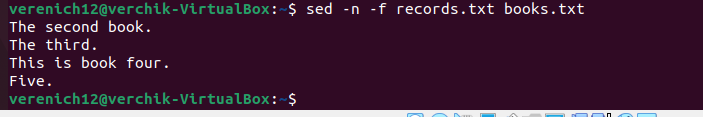 verenich12@verchik-VirtualBox:~$ sed -n -f records.txt books.txt
The second book.
The third.
This is book four.
Five.
verenich12@verchik-VirtualBox:~$